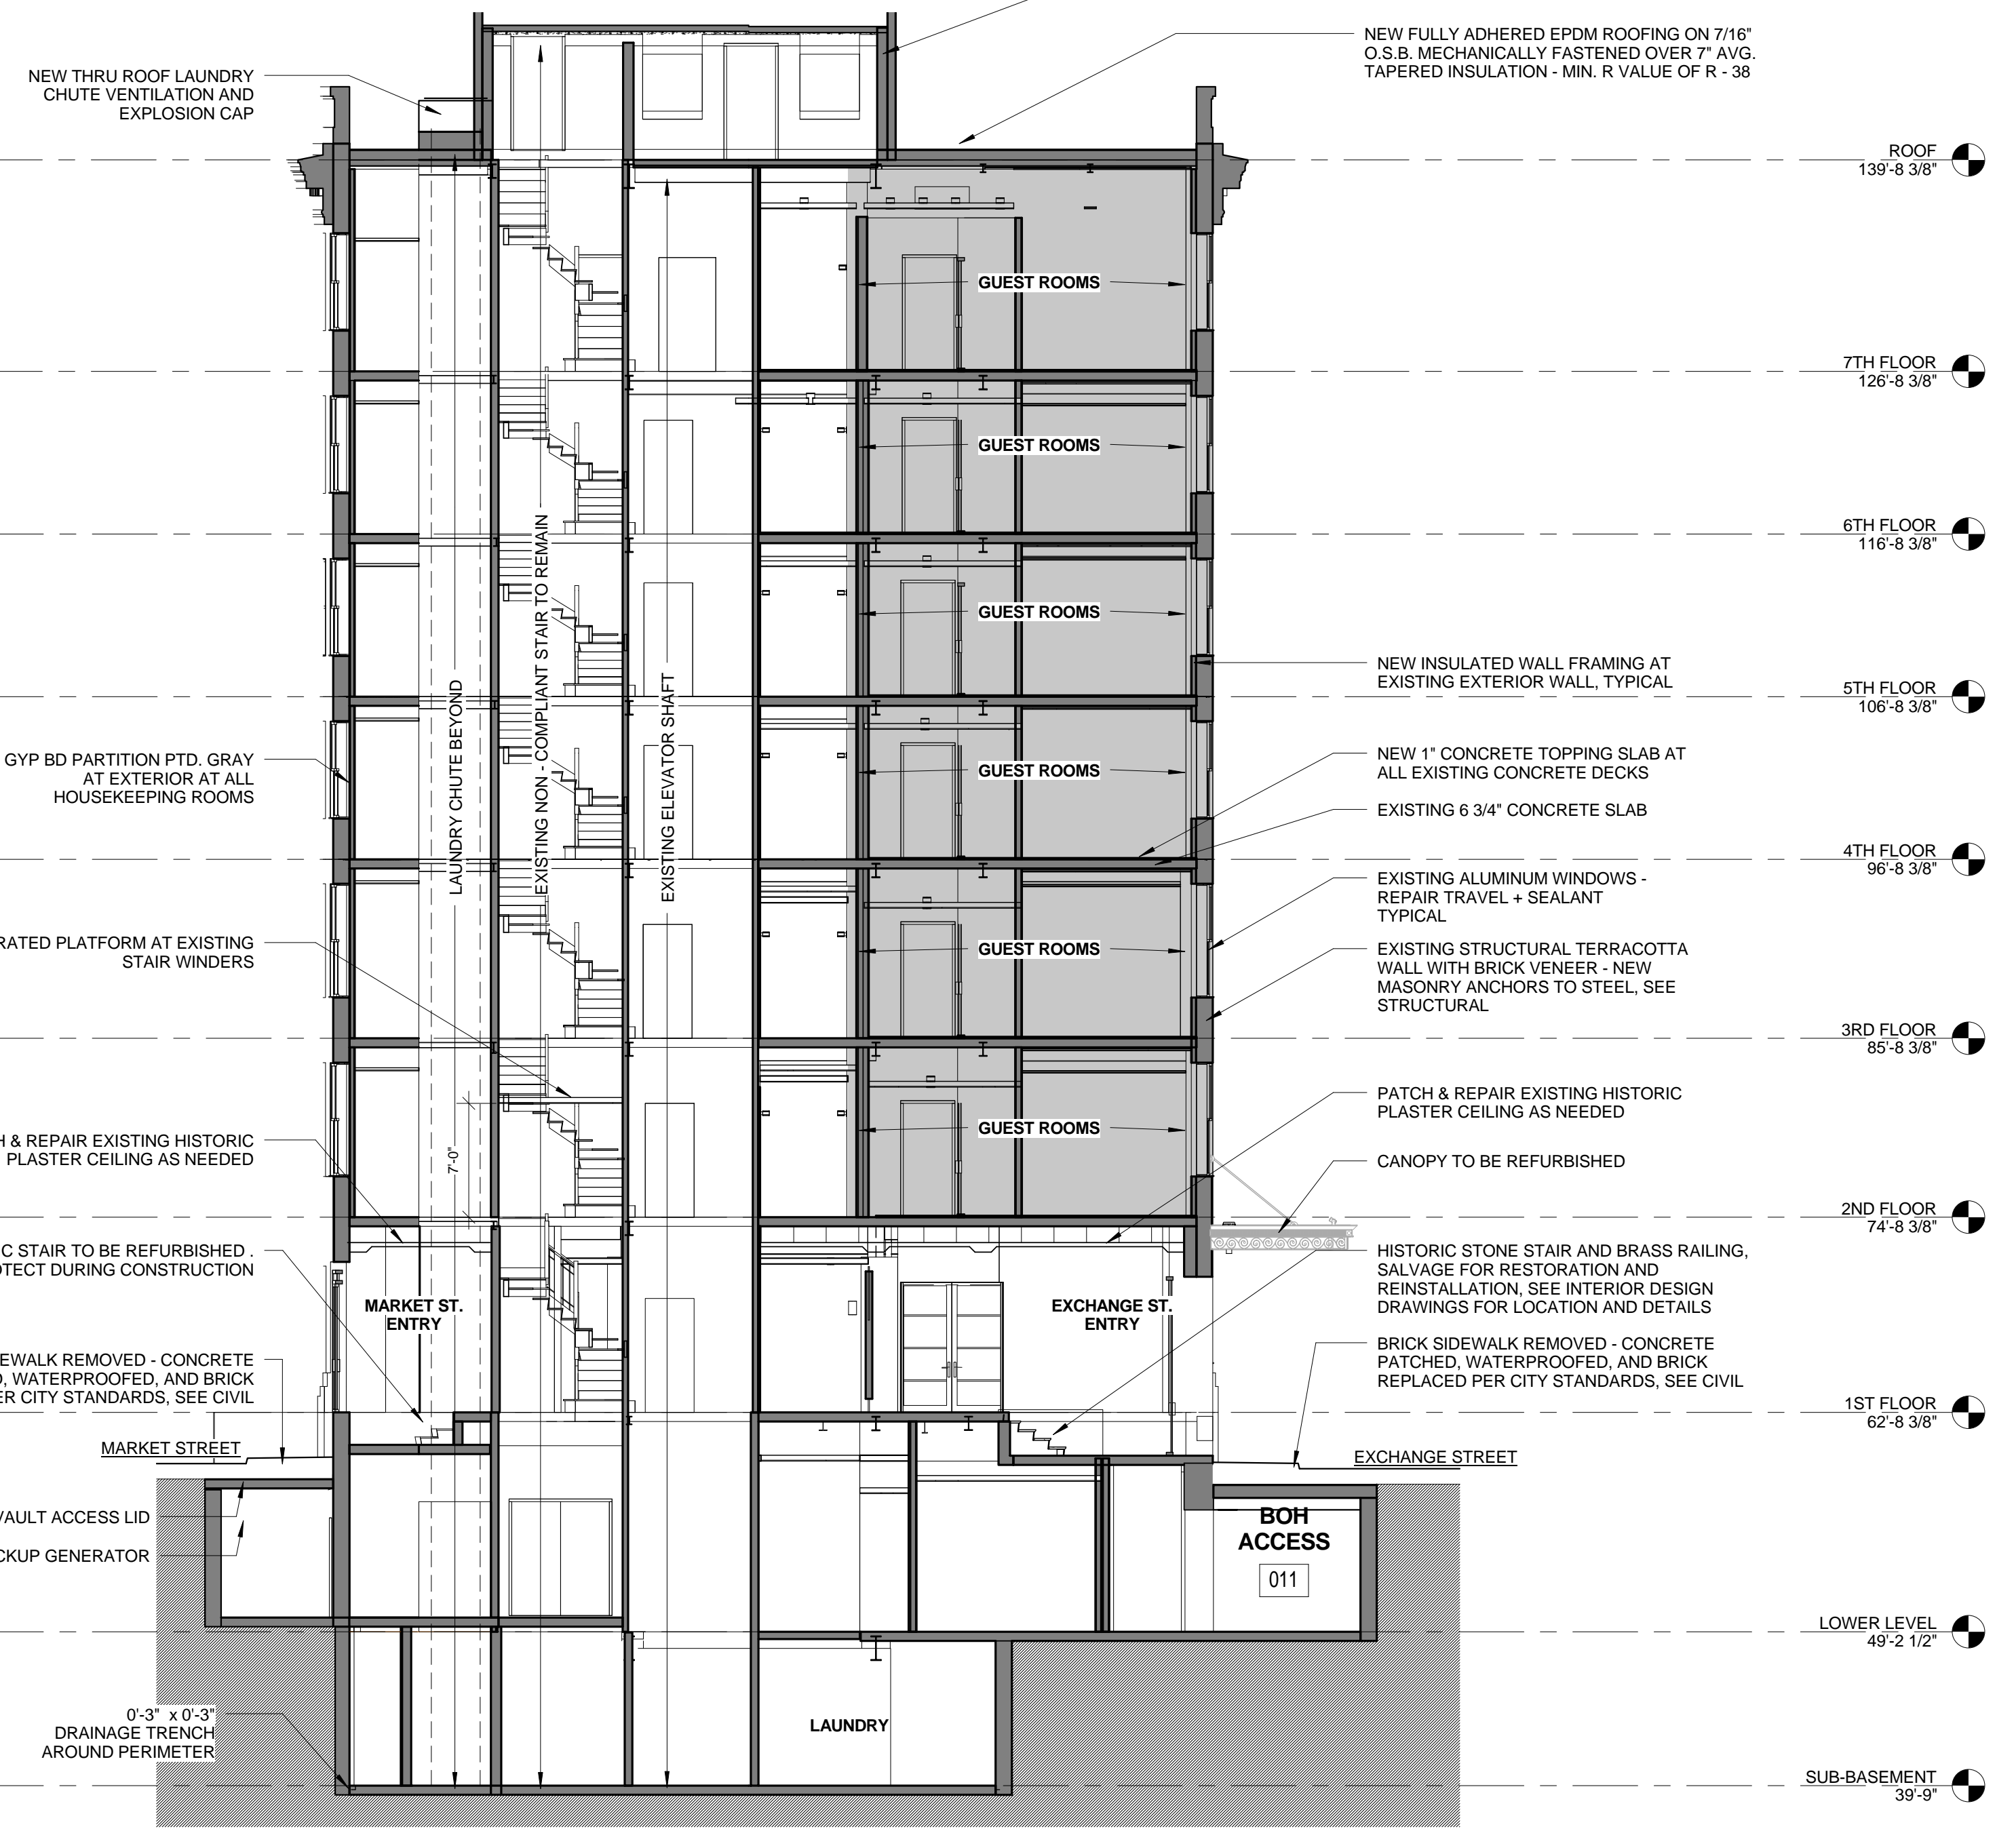 NEW THRU ROOF LAUNDRY
CHUTE VENTILATION AND
EXPLOSION CAP
NEW FULLY ADHERED EPDM ROOFING ON 7/16"
O.S.B. MECHANICALLY FASTENED OVER 7" AVG.
TAPERED INSULATION - MIN. R VALUE OF R - 38
ROOF
139'-8 3/8"
GUEST ROOMS
7TH FLOOR
126'-8 3/8"
GUEST ROOMS
6TH FLOOR
116'-8 3/8"
GUEST ROOMS
NEW INSULATED WALL FRAMING AT
EXISTING EXTERIOR WALL, TYPICAL
5TH FLOOR
106'-8 3/8"
LAUNDRY CHUTE BEYOND
EXISTING NON - COMPLIANT STAIR TO REMAIN
EXISTING ELEVATOR SHAFT
GYP BD PARTITION PTD. GRAY
AT EXTERIOR AT ALL
HOUSEKEEPING ROOMS
GUEST ROOMS
NEW 1" CONCRETE TOPPING SLAB AT
ALL EXISTING CONCRETE DECKS
EXISTING 6 3/4" CONCRETE SLAB
4TH FLOOR
96'-8 3/8"
EXISTING ALUMINUM WINDOWS -
REPAIR TRAVEL + SEALANT
TYPICAL
RATED PLATFORM AT EXISTING
STAIR WINDERS
GUEST ROOMS
EXISTING STRUCTURAL TERRACOTTA
WALL WITH BRICK VENEER - NEW
MASONRY ANCHORS TO STEEL, SEE
STRUCTURAL
3RD FLOOR
85'-8 3/8"
PATCH & REPAIR EXISTING HISTORIC
PLASTER CEILING AS NEEDED
H & REPAIR EXISTING HISTORIC
PLASTER CEILING AS NEEDED
7'-0"
GUEST ROOMS
CANOPY TO BE REFURBISHED
2ND FLOOR
74'-8 3/8"
C STAIR TO BE REFURBISHED .
OTECT DURING CONSTRUCTION
HISTORIC STONE STAIR AND BRASS RAILING,
SALVAGE FOR RESTORATION AND
REINSTALLATION, SEE INTERIOR DESIGN
DRAWINGS FOR LOCATION AND DETAILS
MARKET ST.
ENTRY
EXCHANGE ST.
ENTRY
EWALK REMOVED - CONCRETE
D, WATERPROOFED, AND BRICK
ER CITY STANDARDS, SEE CIVIL
BRICK SIDEWALK REMOVED - CONCRETE
PATCHED, WATERPROOFED, AND BRICK
REPLACED PER CITY STANDARDS, SEE CIVIL
1ST FLOOR
62'-8 3/8"
MARKET STREET
EXCHANGE STREET
VAULT ACCESS LID
CKUP GENERATOR
BOH
ACCESS
011
LOWER LEVEL
49'-2 1/2"
0'-3" x 0'-3"
DRAINAGE TRENCH
AROUND PERIMETER
LAUNDRY
SUB-BASEMENT
39'-9"